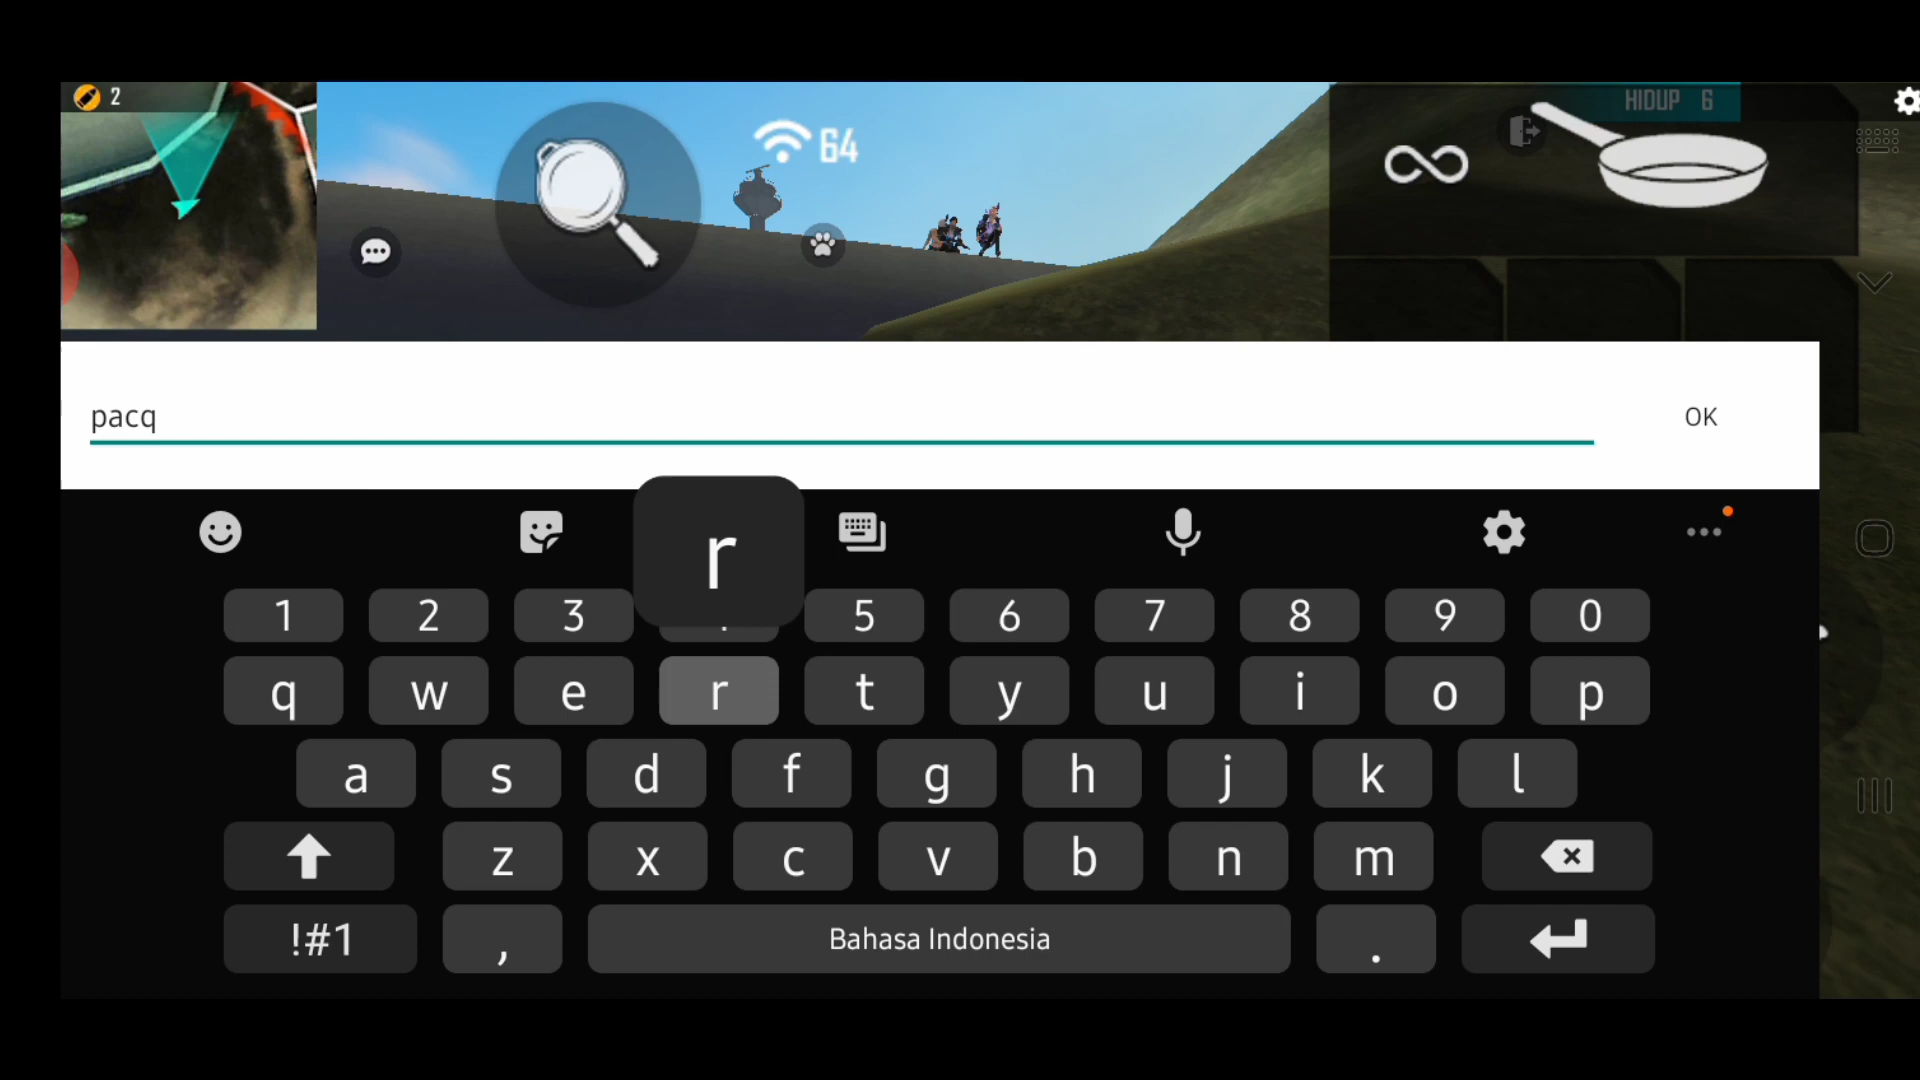 2
64
HIDUP 6
pacq
OK
r
1 2 3 5 6 7 8 9 0
q w e r t y u i o p
a s d f g h j k l
z x c v b n m
!#1 , Bahasa Indonesia .